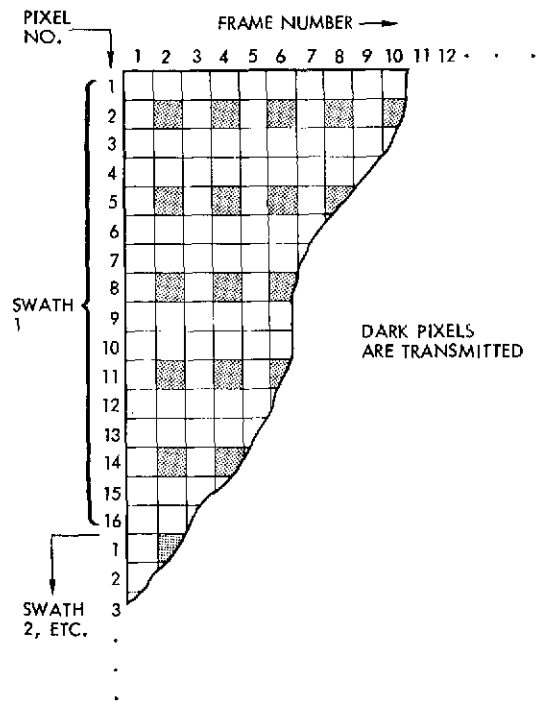 PIXEL
NO.
FRAME NUMBER
1 2 3 4 5 6 7 8 9 10 11 12 . . .
1
2
3
4
5
6
7
8
9
10
11
12
13
14
15
16
1
2
3
.
.
.
SWATH
1
DARK PIXELS
ARE TRANSMITTED
SWATH
2, ETC.